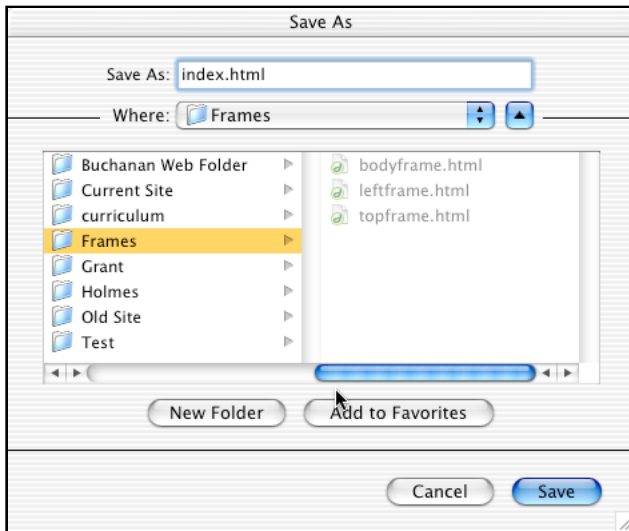 Save As
Save As: index.html
Where: Frames
Buchanan Web Folder
Current Site
curriculum
Frames
Grant
Holmes
Old Site
Test
bodyframe.html
leftframe.html
topframe.html
New Folder
Add to Favorites
Cancel
Save